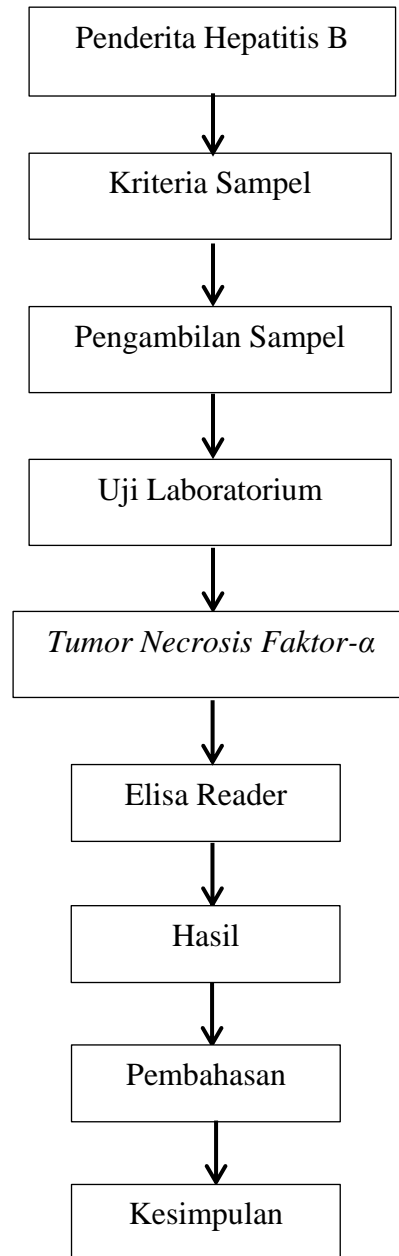 Penderita Hepatitis B
Kriteria Sampel
Pengambilan Sampel
Uji Laboratorium
Tumor Necrosis Faktor-α
Elisa Reader
Hasil
Pembahasan
Kesimpulan